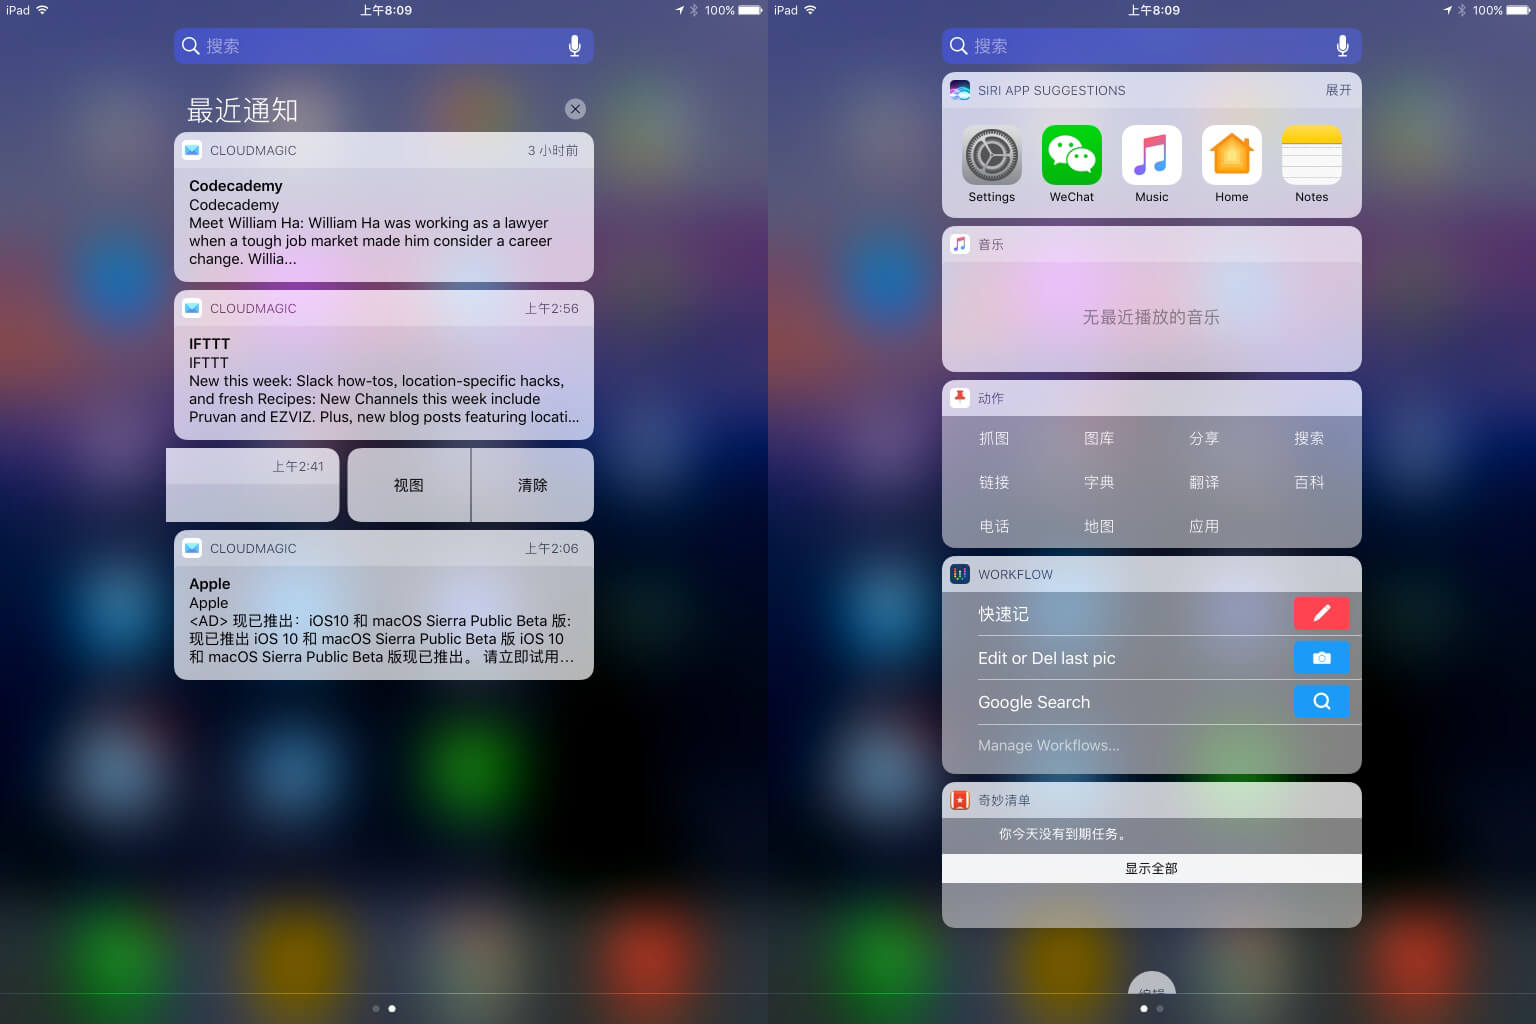 iPad
上午8:09
100%
搜索
最近通知
CLOUDMAGIC
3 小时前
Codecademy
Codecademy
Meet William Ha: William Ha was working as a lawyer
when a tough job market made him consider a career
change. Willia...
CLOUDMAGIC
上午2:56
IFTTT
IFTTT
New this week: Slack how-tos, location-specific hacks,
and fresh Recipes: New Channels this week include
Pruvan and EZVIZ. Plus, new blog posts featuring locati...
上午2:41
视图
清除
CLOUDMAGIC
上午2:06
Apple
Apple
<AD> 现已推出：iOS10 和 macOS Sierra Public Beta 版:
现已推出 iOS 10 和 macOS Sierra Public Beta 版 iOS 10
和 macOS Sierra Public Beta 版现已推出。 请立即试用...
iPad
上午8:09
100%
搜索
SIRI APP SUGGESTIONS
展开
Settings
WeChat
Music
Home
Notes
音乐
无最近播放的音乐
动作
抓图 图库 分享 搜索
链接 字典 翻译 百科
电话 地图 应用
WORKFLOW
快速记
Edit or Del last pic
Google Search
Manage Workflows...
奇妙清单
你今天没有到期任务。
显示全部
编辑